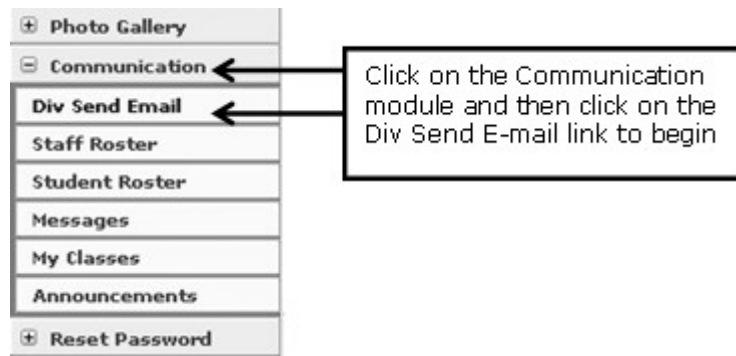 Photo Gallery
Communication
Div Send Email
Staff Roster
Student Roster
Messages
My Classes
Announcements
Reset Password
Click on the Communication
module and then click on the
Div Send E-mail link to begin